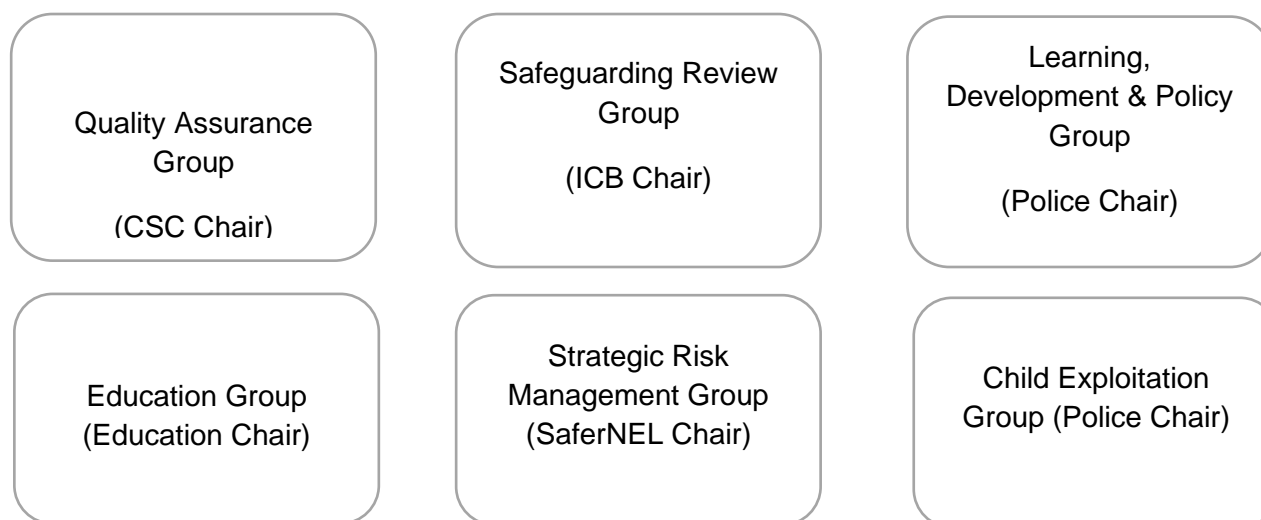 Quality Assurance
Group
(CSC Chair)
Safeguarding Review
Group
(ICB Chair)
Learning,
Development & Policy
Group
(Police Chair)
Education Group
(Education Chair)
Strategic Risk
Management Group
(SaferNEL Chair)
Child Exploitation
Group (Police Chair)